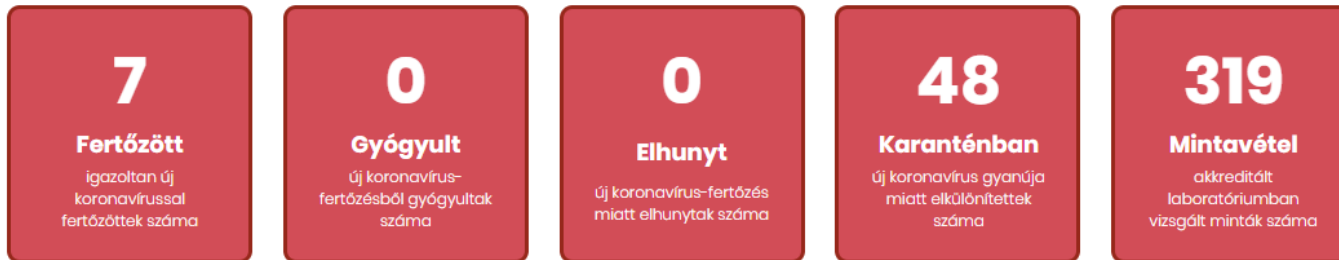 7
Fertőzött
igazoltan új
koronavírussal
fertőzöttek száma
0
Gyógyult
új koronavírus-
fertőzésből gyógyultak
száma
0
Elhunyt
új koronavírus-fertőzés
miatt elhunytak száma
48
Karanténban
új koronavírus gyanúja
miatt elkülönítettek
száma
319
Mintavétel
akkreditált
laboratóriumban
vizsgált minták száma